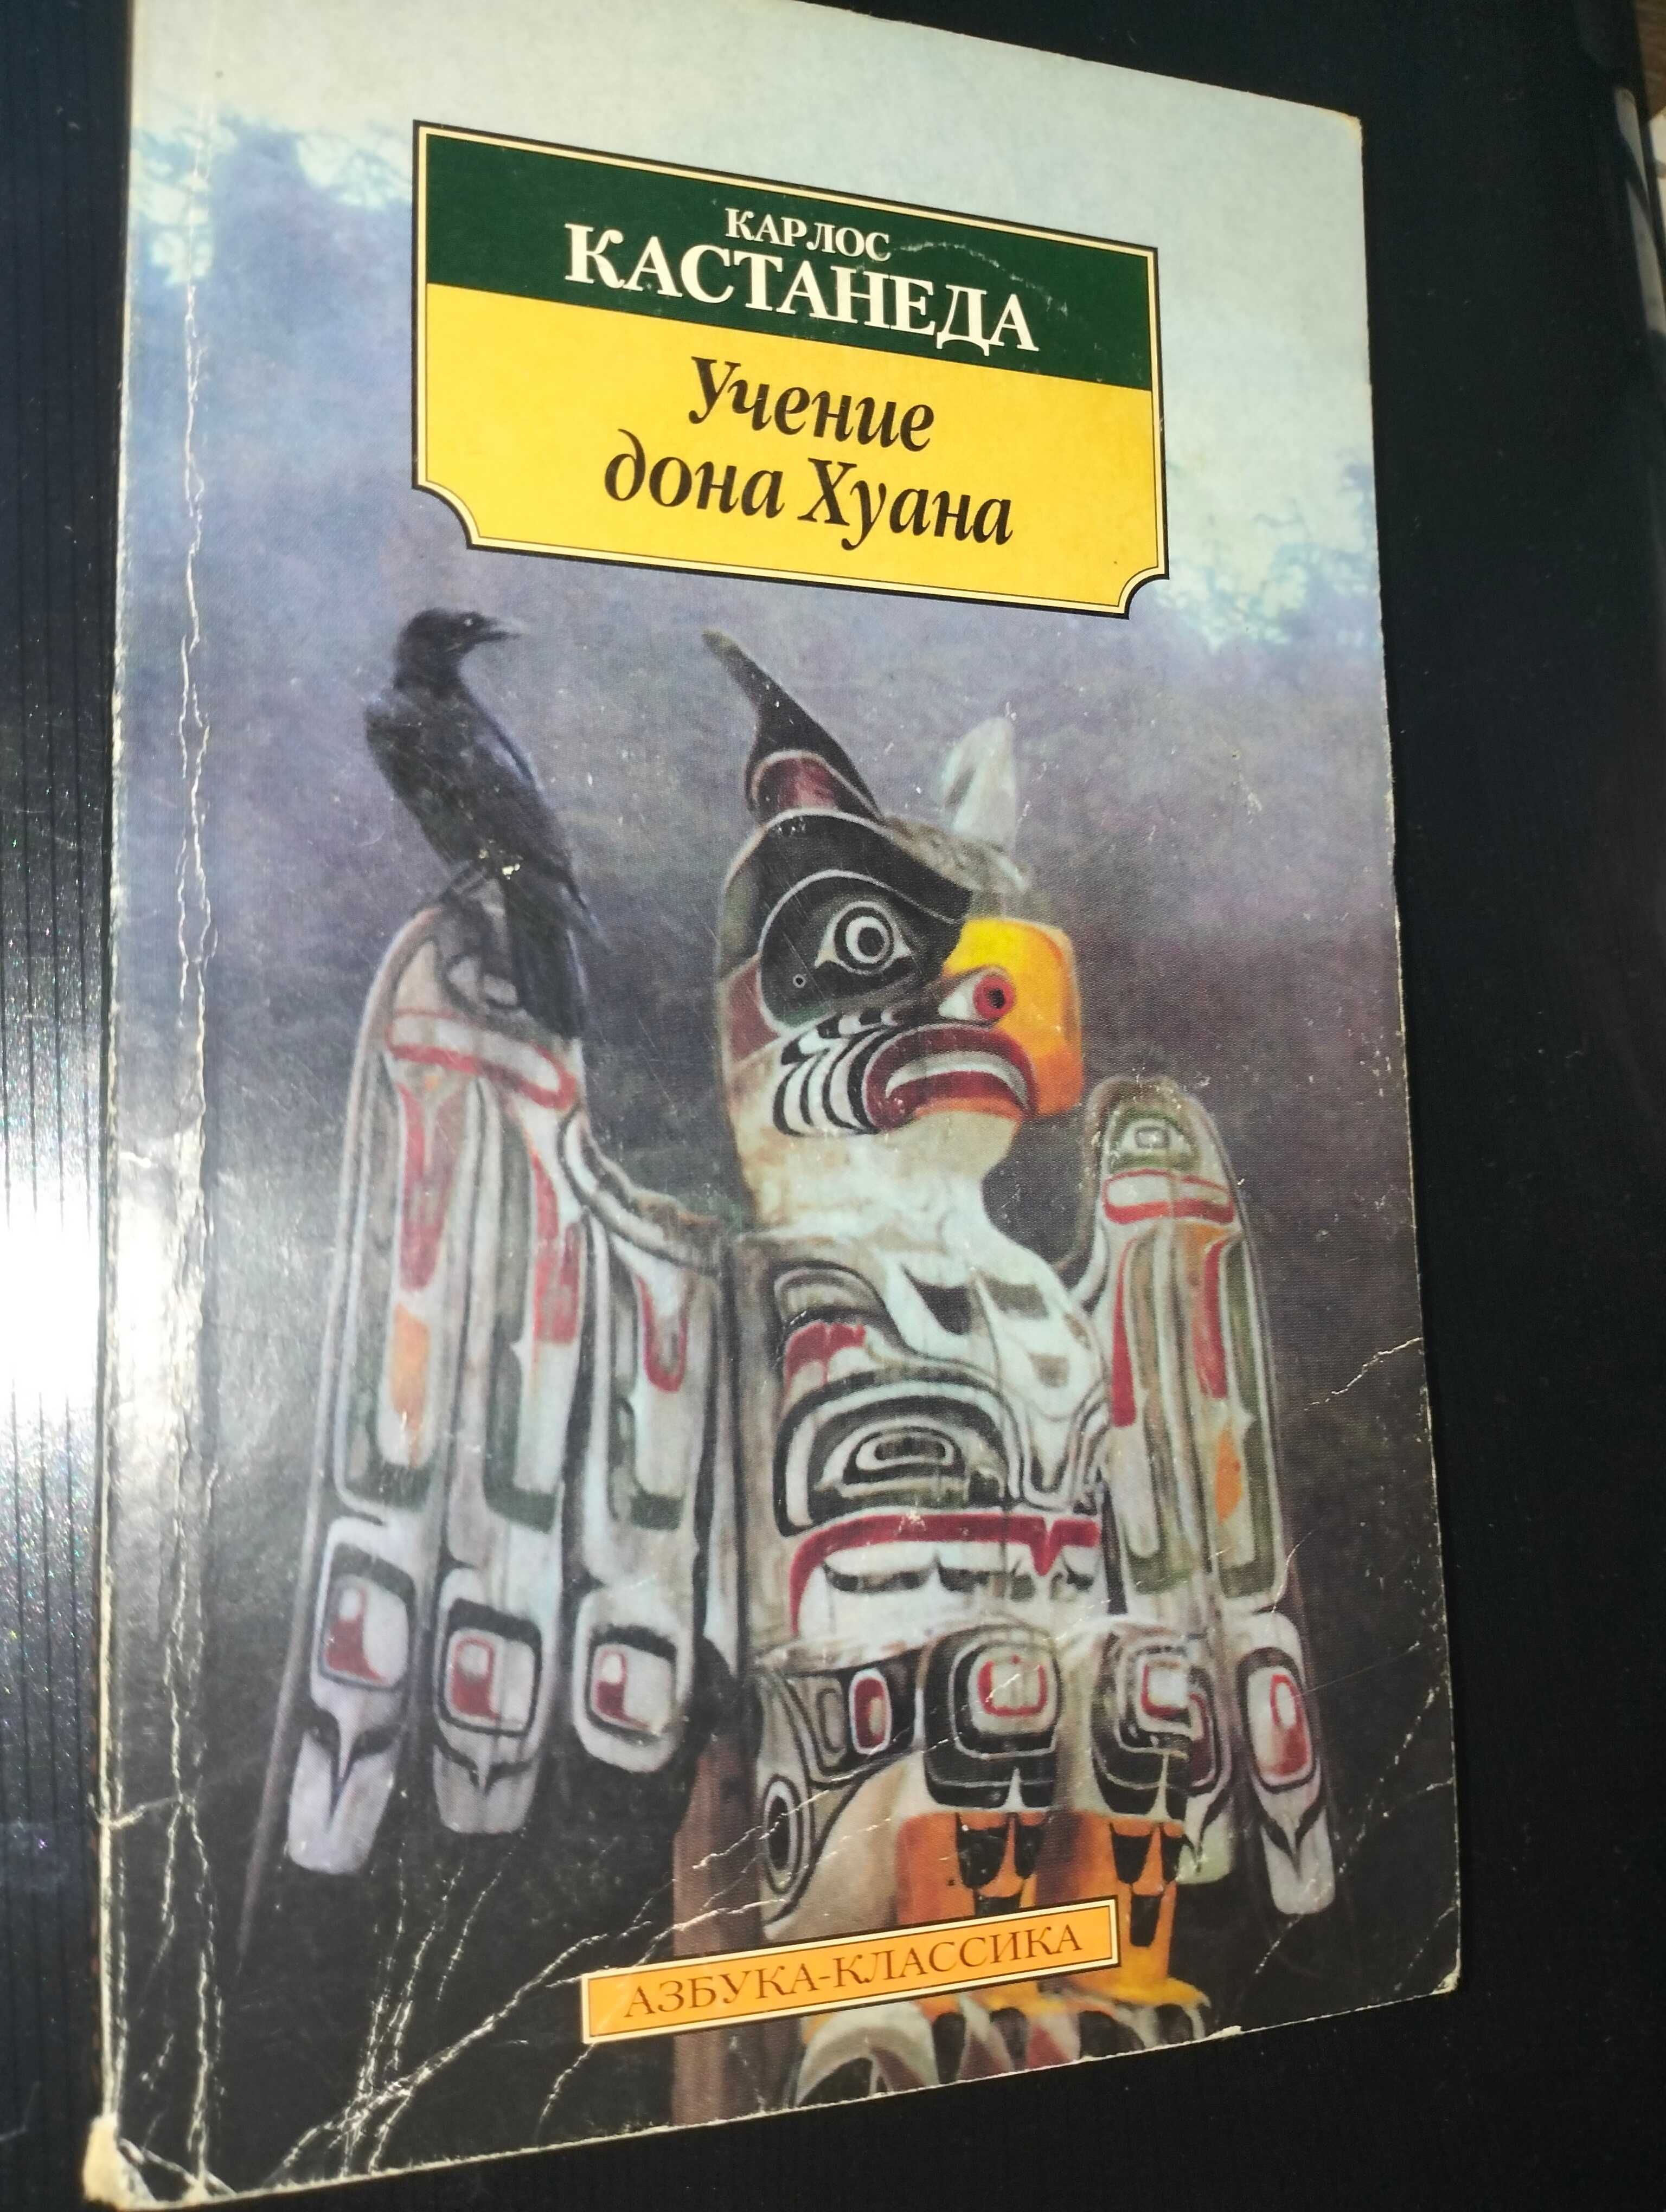 КАРЛОС
КАСТАНЕДА
Учение
дона Хуана
АЗБУКА-КЛАССИКА